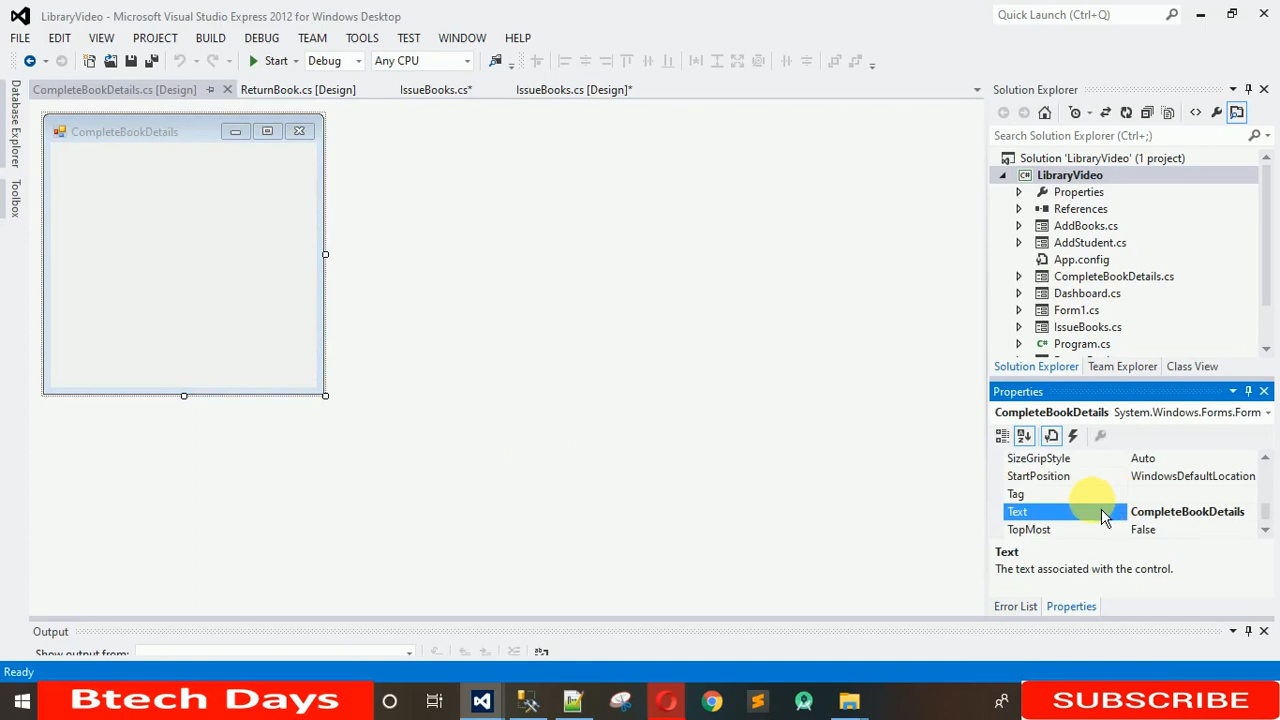 LibraryVideo - Microsoft Visual Studio Express 2012 for Windows Desktop
Quick Launch (Ctrl+Q)
FILE EDIT VIEW PROJECT BUILD DEBUG TEAM TOOLS TEST WINDOW HELP
Start Debug Any CPU
CompleteBookDetails.cs [Design] ReturnBook.cs [Design] IssueBooks.cs* IssueBooks.cs [Design]*
Database Explorer
Toolbox
CompleteBookDetails
Solution Explorer
Search Solution Explorer (Ctrl+;)
Solution 'LibraryVideo' (1 project)
LibraryVideo
Properties
References
AddBooks.cs
AddStudent.cs
App.config
CompleteBookDetails.cs
Dashboard.cs
Form1.cs
IssueBooks.cs
Program.cs
Solution Explorer Team Explorer Class View
Properties
CompleteBookDetails System.Windows.Forms.Form
SizeGripStyle Auto
StartPosition WindowsDefaultLocation
Tag
Text CompleteBookDetails
TopMost False
Text
The text associated with the control.
Error List Properties
Output
Show output from:
Ready
Btech Days
SUBSCRIBE